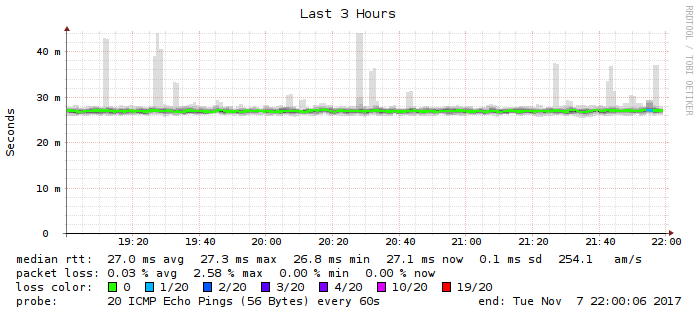 Last 3 Hours
RRDTOOL / TOBI OETIKER
Seconds
40 m
30 m
20 m
10 m
0
19:20 19:40 20:00 20:20 20:40 21:00 21:20 21:40 22:00
median rtt: 27.0 ms avg 27.3 ms max 26.8 ms min 27.1 ms now 0.1 ms sd 254.1 am/s
packet loss: 0.03 % avg 2.58 % max 0.00 % min 0.00 % now
loss color: 0 1/20 2/20 3/20 4/20 10/20 19/20
probe: 20 ICMP Echo Pings (56 Bytes) every 60s end: Tue Nov 7 22:00:06 2017